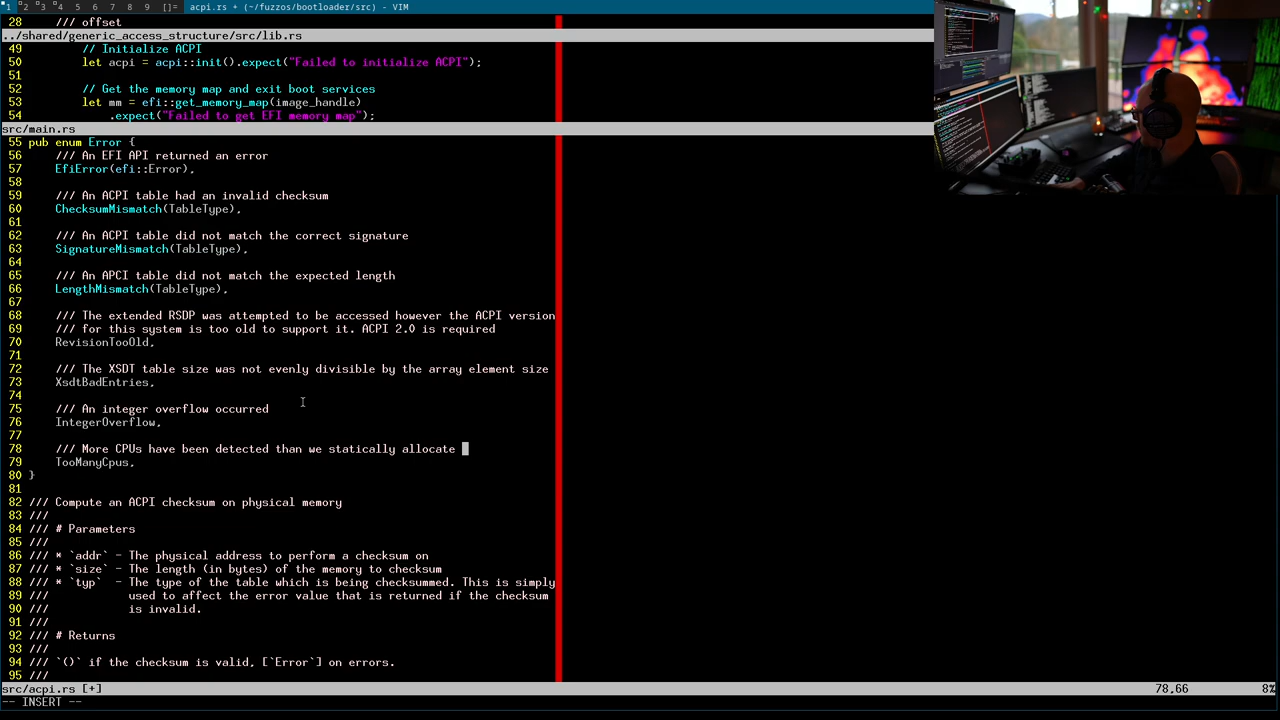 1 2 3 4 5 6 7 8 9 []= acpi.rs * (~/fuzzos/bootloader/src) - VIM
28 /// offset
../shared/generic_access_structure/src/lib.rs
49 // Initialize ACPI
50 let acpi = acpi::init().expect("Failed to initialize ACPI");
51
52 // Get the memory map and exit boot services
53 let mm = efi::get_memory_map(image_handle)
54 .expect("Failed to get EFI memory map");
src/main.rs
55 pub enum Error {
56 /// An EFI API returned an error
57 EfiError(efi::Error),
58
59 /// An ACPI table had an invalid checksum
60 ChecksumMismatch(TableType),
61
62 /// An ACPI table did not match the correct signature
63 SignatureMismatch(TableType),
64
65 /// An APCI table did not match the expected length
66 LengthMismatch(TableType),
67
68 /// The extended RSDP was attempted to be accessed however the ACPI version
69 /// for this system is too old to support it. ACPI 2.0 is required
70 RevisionTooOld,
71
72 /// The XSDT table size was not evenly divisible by the array element size
73 XsdtBadEntries,
74
75 /// An integer overflow occurred
76 IntegerOverflow,
77
78 /// More CPUs have been detected than we statically allocate
79 TooManyCpus,
80 }
81
82 /// Compute an ACPI checksum on physical memory
83 ///
84 /// # Parameters
85 ///
86 /// * `addr` - The physical address to perform a checksum on
87 /// * `size` - The length (in bytes) of the memory to checksum
88 /// * `typ` - The type of the table which is being checksummed. This is simply
89 /// used to affect the error value that is returned if the checksum
90 /// is invalid.
91 ///
92 /// # Returns
93 ///
94 /// `()` if the checksum is valid, [`Error`] on errors.
95 ///
src/acpi.rs [+] 78,66 8%
-- INSERT --